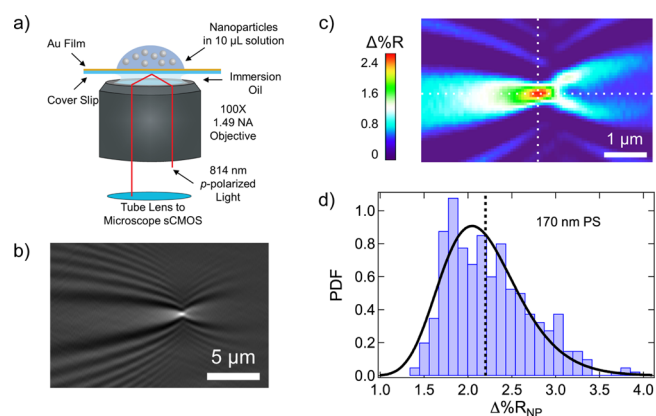 a)
Nanoparticles
in 10 µL solution
Au Film
Cover Slip
Immersion
Oil
100X
1.49 NA
Objective
814 nm
p-polarized
Light
Tube Lens to
Microscope sCMOS
b)
5 µm
c)
Δ%R
2.4
1.6
0.8
0
1 µm
d)
170 nm PS
PDF
1.0
0.8
0.6
0.4
0.2
0.0
1.0 1.5 2.0 2.5 3.0 3.5 4.0
Δ%R_NP